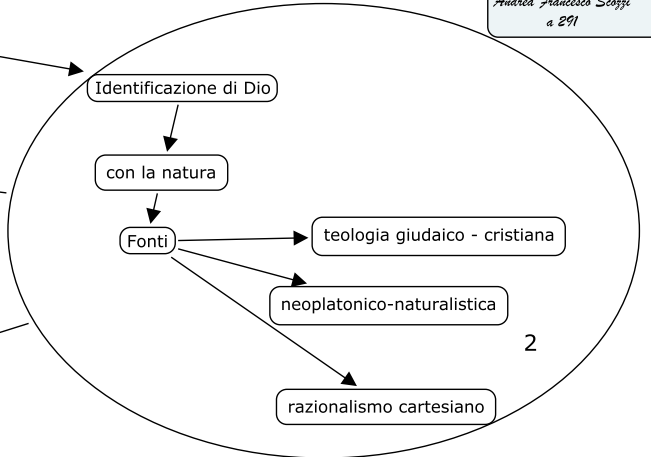 Andrea Francesco Scozzi
a 291
Identificazione di Dio
con la natura
Fonti
teologia giudaico - cristiana
neoplatonico-naturalistica
2
razionalismo cartesiano